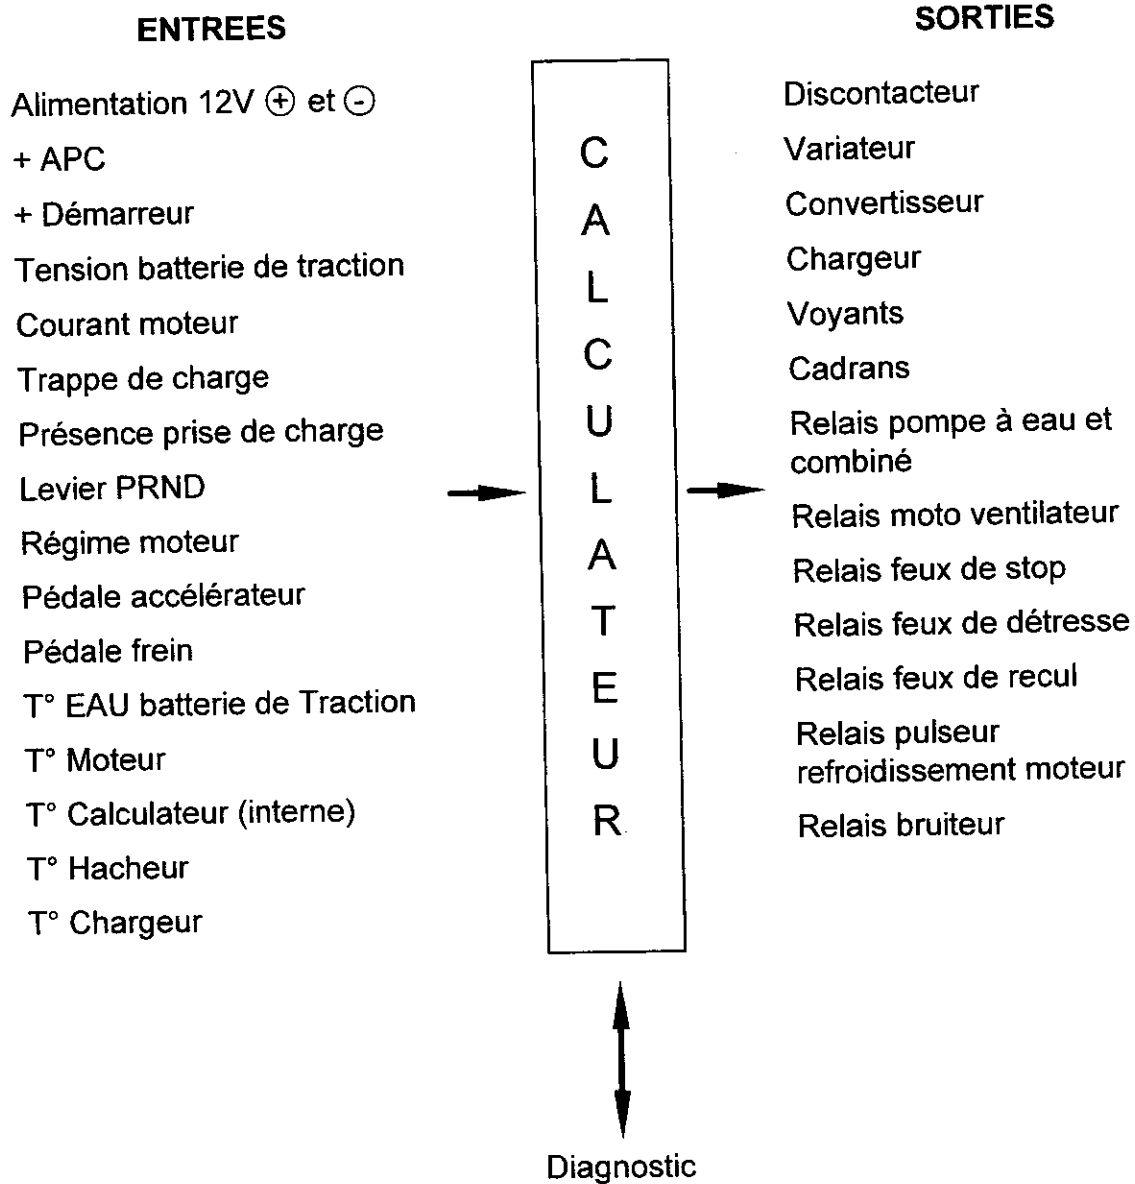 ENTREES
Alimentation 12V ⊕ et ⊖
+ APC
+ Démarreur
Tension batterie de traction
Courant moteur
Trappe de charge
Présence prise de charge
Levier PRND
Régime moteur
Pédale accélérateur
Pédale frein
T° EAU batterie de Traction
T° Moteur
T° Calculateur (interne)
T° Hacheur
T° Chargeur
C
A
L
C
U
L
A
T
E
U
R
SORTIES
Discontacteur
Variateur
Convertisseur
Chargeur
Voyants
Cadrans
Relais pompe à eau et
combiné
Relais moto ventilateur
Relais feux de stop
Relais feux de détresse
Relais feux de recul
Relais pulseur
refroidissement moteur
Relais bruiteur
Diagnostic